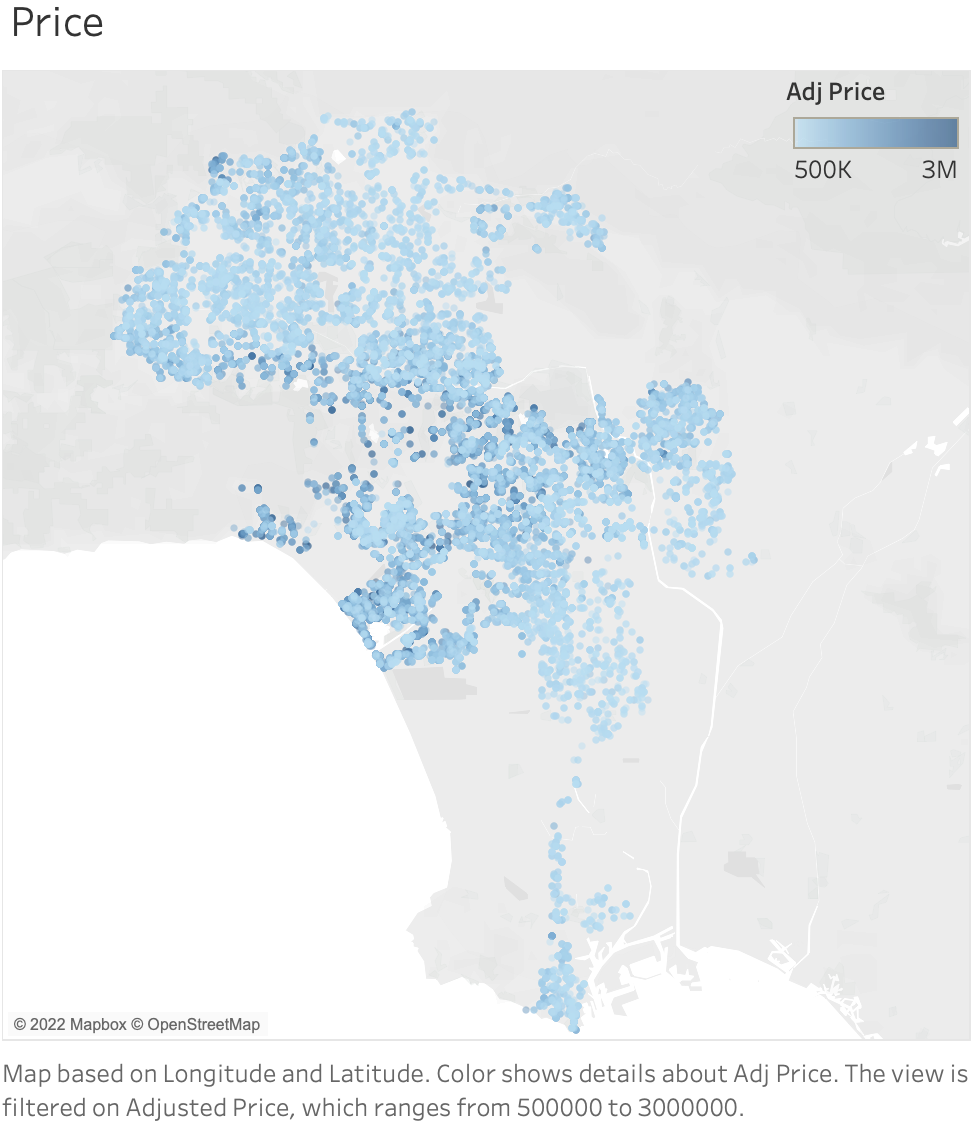 Price
Adj Price
500K 3M
© 2022 Mapbox © OpenStreetMap
Map based on Longitude and Latitude. Color shows details about Adj Price. The view is
filtered on Adjusted Price, which ranges from 500000 to 3000000.